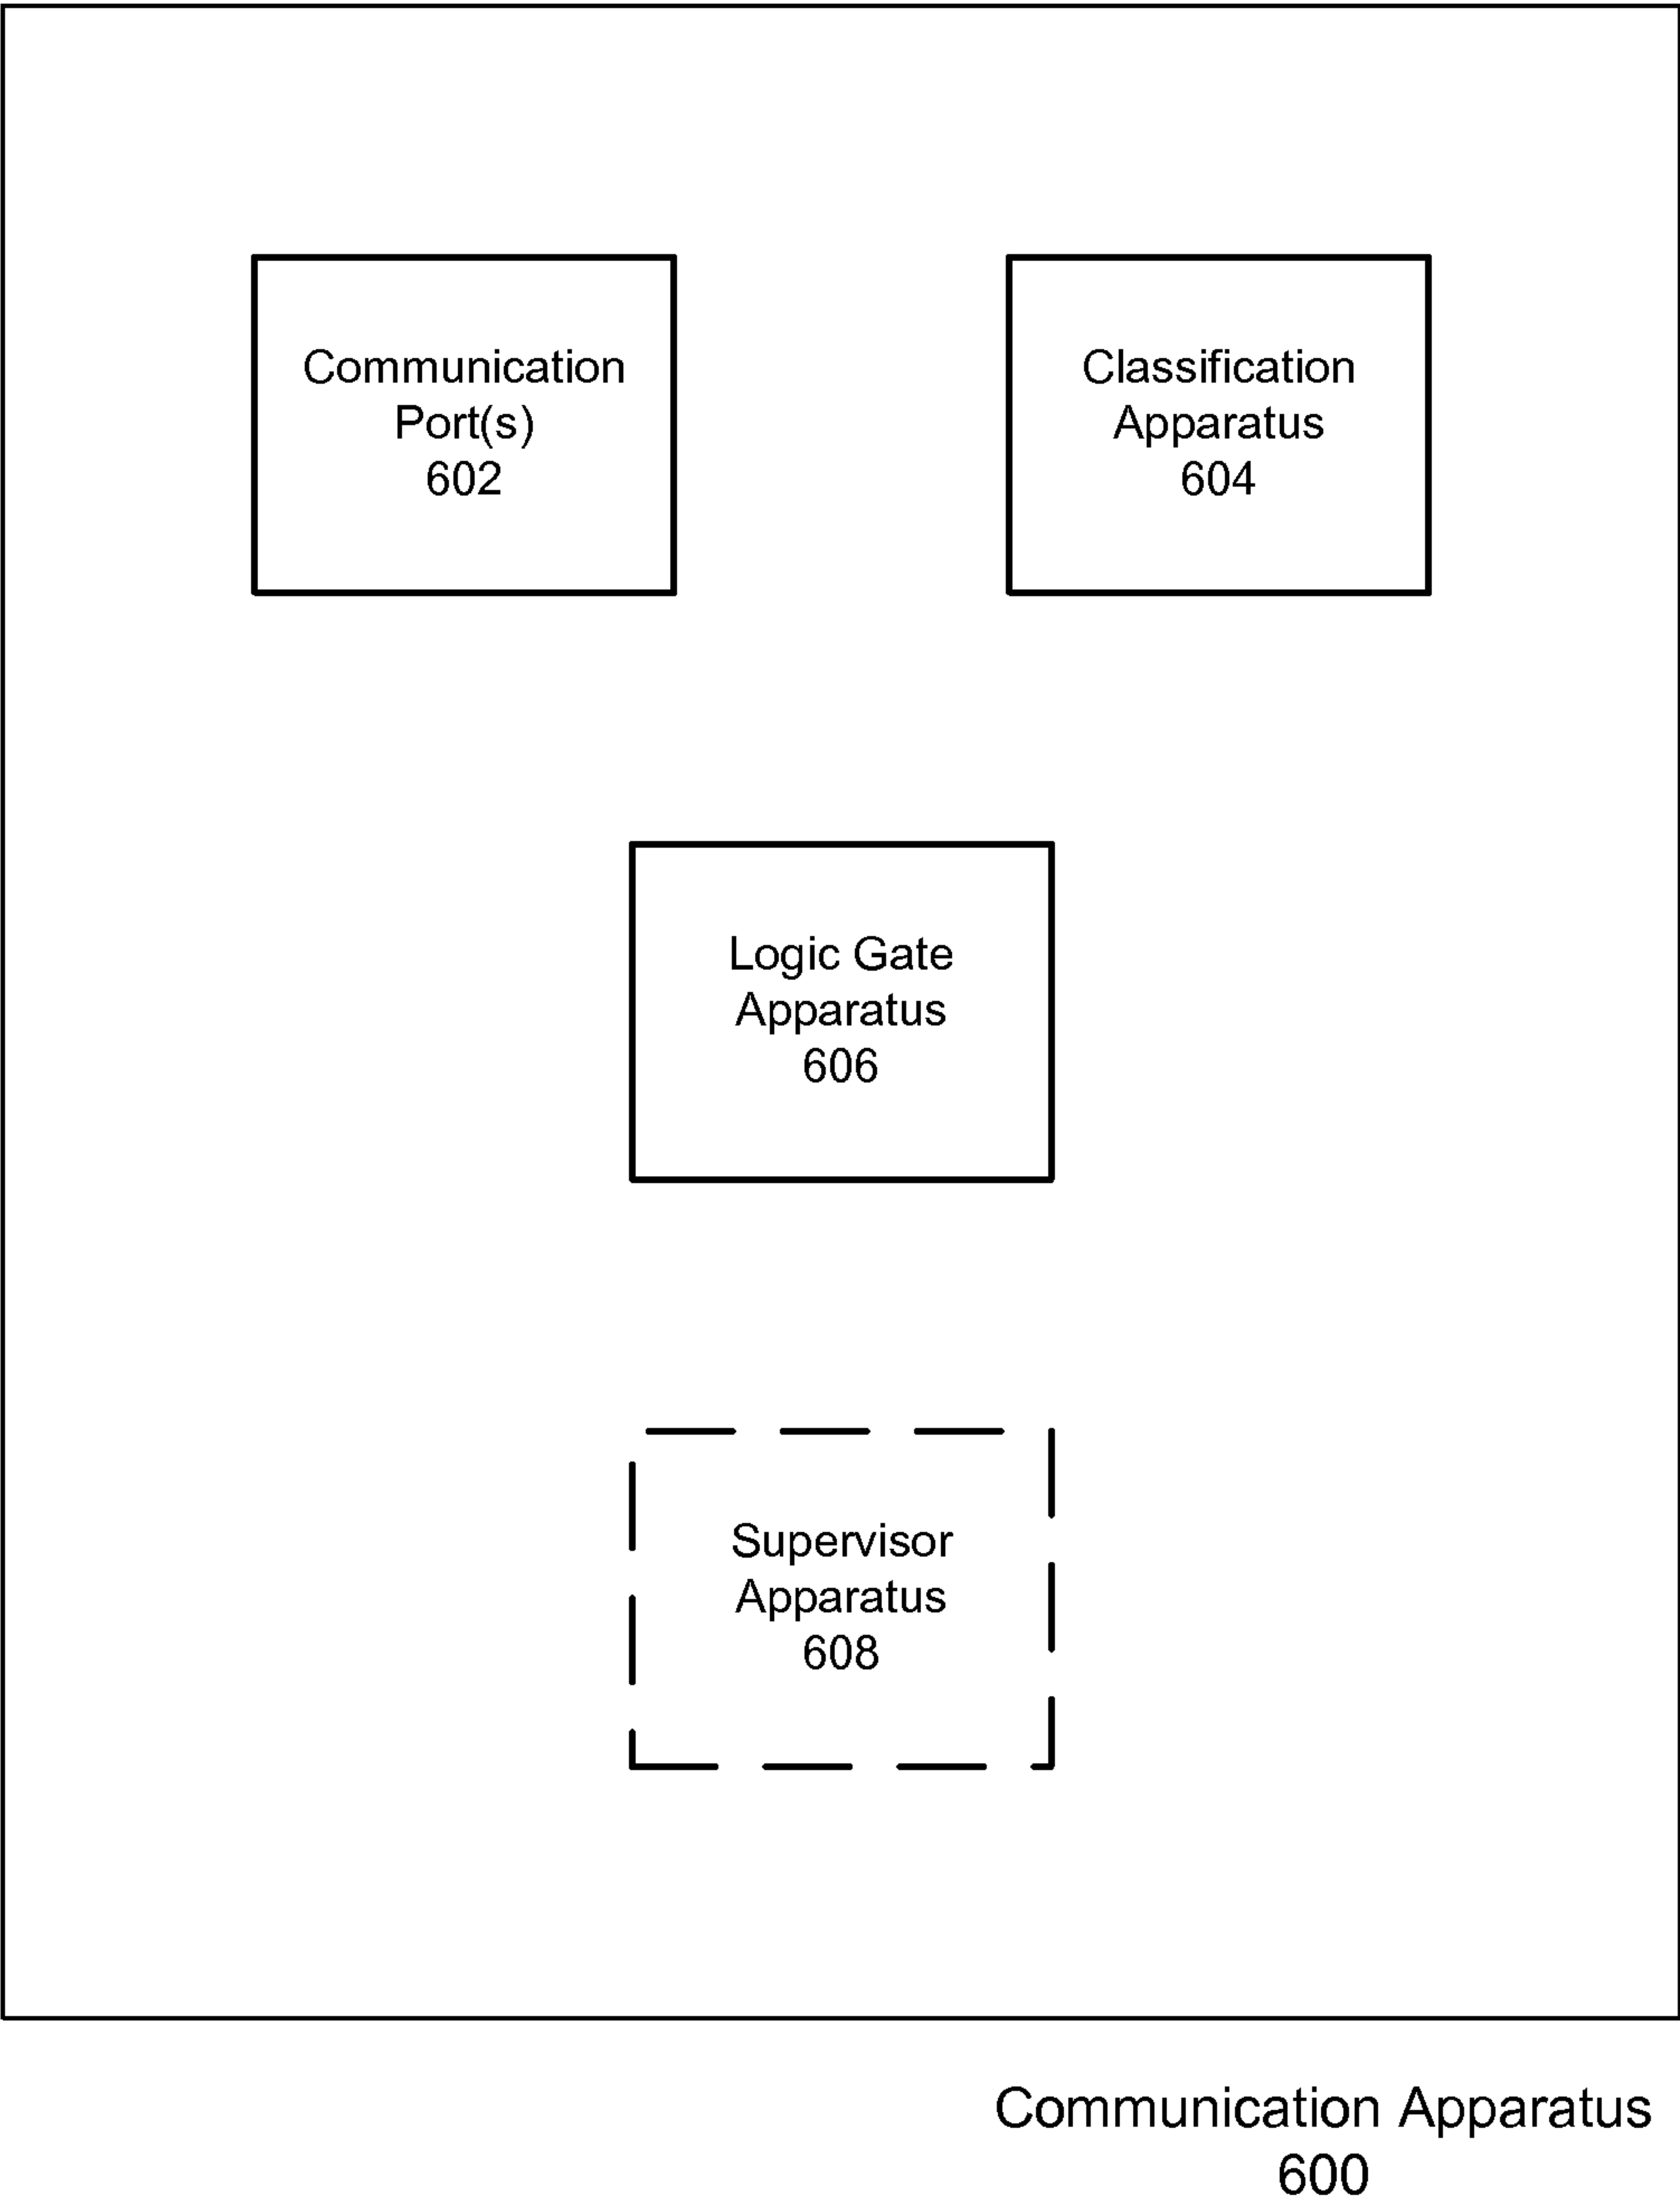 Communication
Port(s)
602
Classification
Apparatus
604
Logic Gate
Apparatus
606
Supervisor
Apparatus
608
Communication Apparatus
600